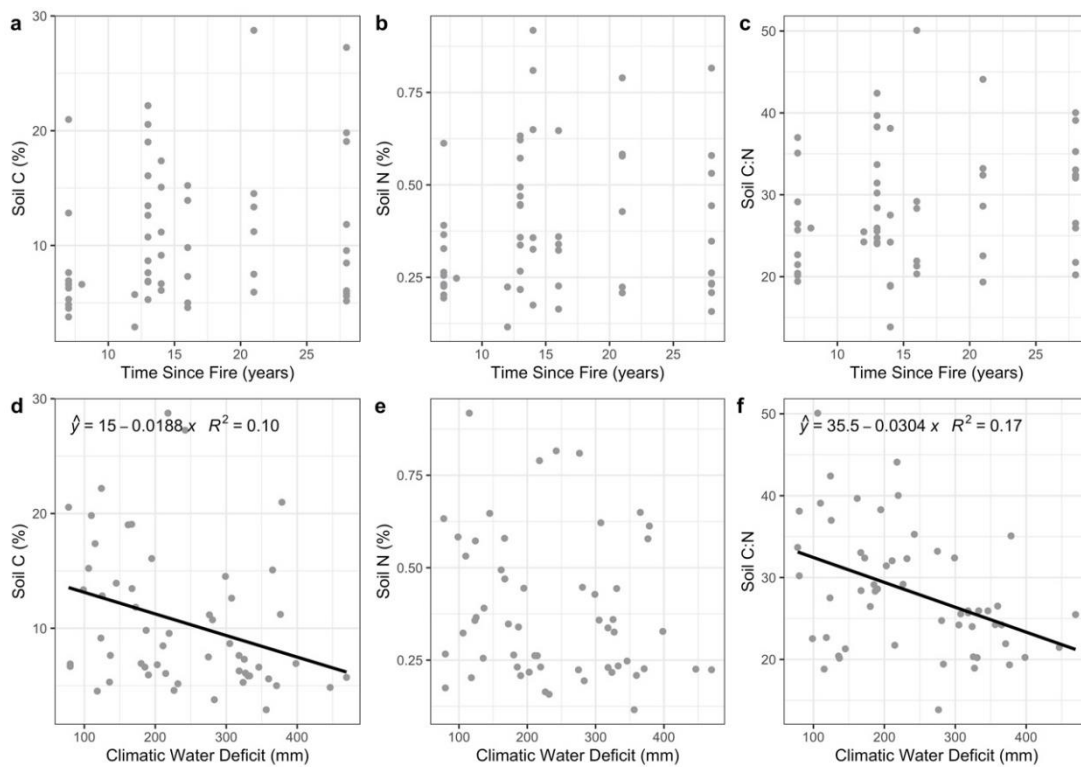 a
30
20
10
Soil C (%)
10 15 20 25
Time Since Fire (years)
b
0.75
0.50
0.25
Soil N (%)
10 15 20 25
Time Since Fire (years)
c
50
40
30
20
Soil C:N
10 15 20 25
Time Since Fire (years)
d
ŷ = 15 − 0.0188 x R² = 0.10
30
20
10
Soil C (%)
100 200 300 400
Climatic Water Deficit (mm)
e
0.75
0.50
0.25
Soil N (%)
100 200 300 400
Climatic Water Deficit (mm)
f
ŷ = 35.5 − 0.0304 x R² = 0.17
50
40
30
20
Soil C:N
100 200 300 400
Climatic Water Deficit (mm)